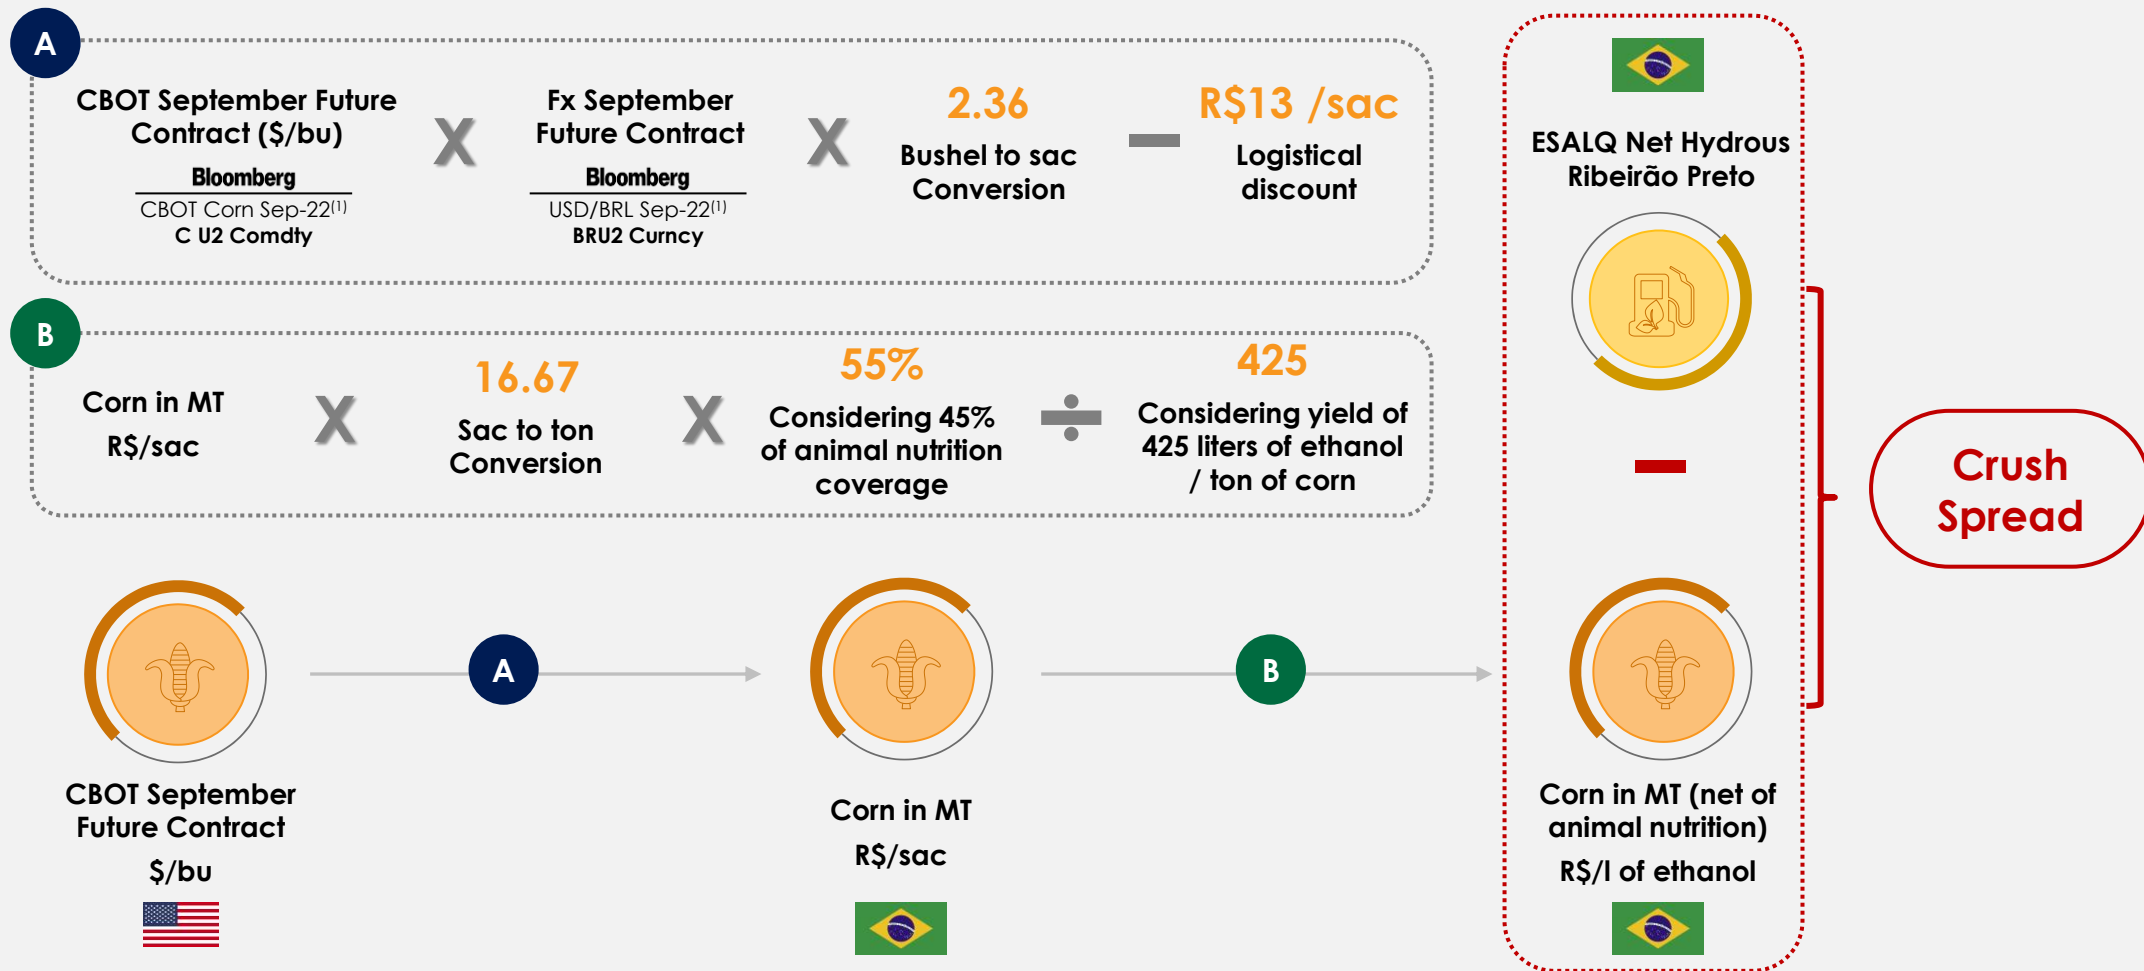 A
CBOT September Future
Contract ($/bu)
Bloomberg
CBOT Corn Sep-22(1)
C U2 Comdty
X
Fx September
Future Contract
Bloomberg
USD/BRL Sep-22(1)
BRU2 Curncy
X
2.36
Bushel to sac
Conversion
R$13 /sac
Logistical
discount
B
Corn in MT
R$/sac
X
16.67
Sac to ton
Conversion
X
55%
Considering 45%
of animal nutrition
coverage
÷
425
Considering yield of
425 liters of ethanol
/ ton of corn
ESALQ Net Hydrous
Ribeirão Preto
Crush
Spread
CBOT September
Future Contract
$/bu
A
Corn in MT
R$/sac
B
Corn in MT (net of
animal nutrition)
R$/l of ethanol